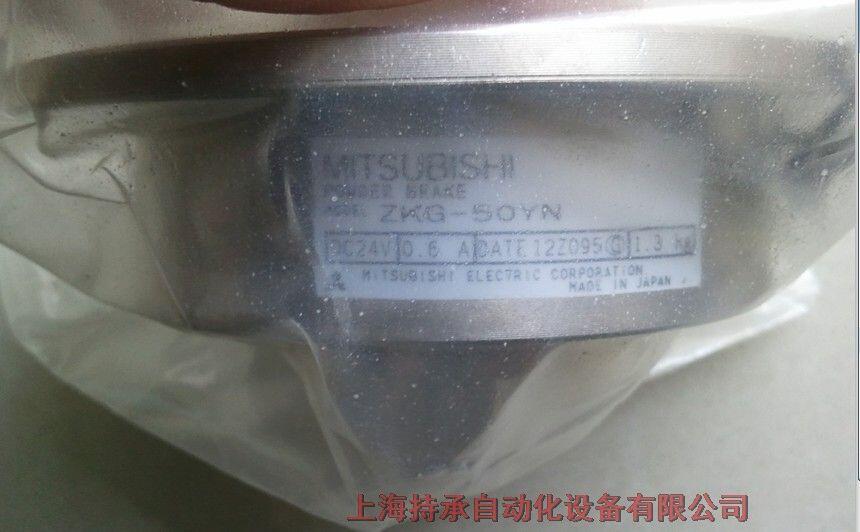 MITSUBISHI
POWDER BRAKE
MODEL ZKG-50YN
DC24V 0.6 A DATE 12Z095 G 1.3 Kg
MITSUBISHI ELECTRIC CORPORATION
MADE IN JAPAN
上海持承自动化设备有限公司